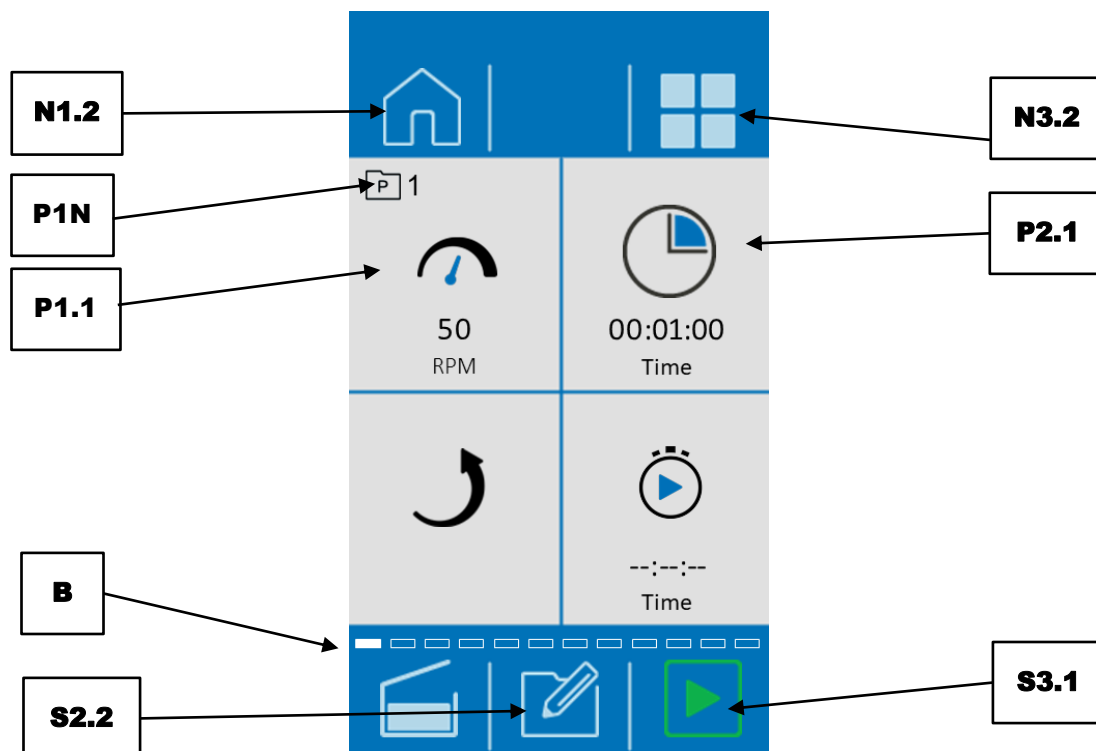 N1.2
N3.2
P1N
P 1
P2.1
P1.1
50
RPM
00:01:00
Time
--:--:--
Time
B
S2.2
S3.1